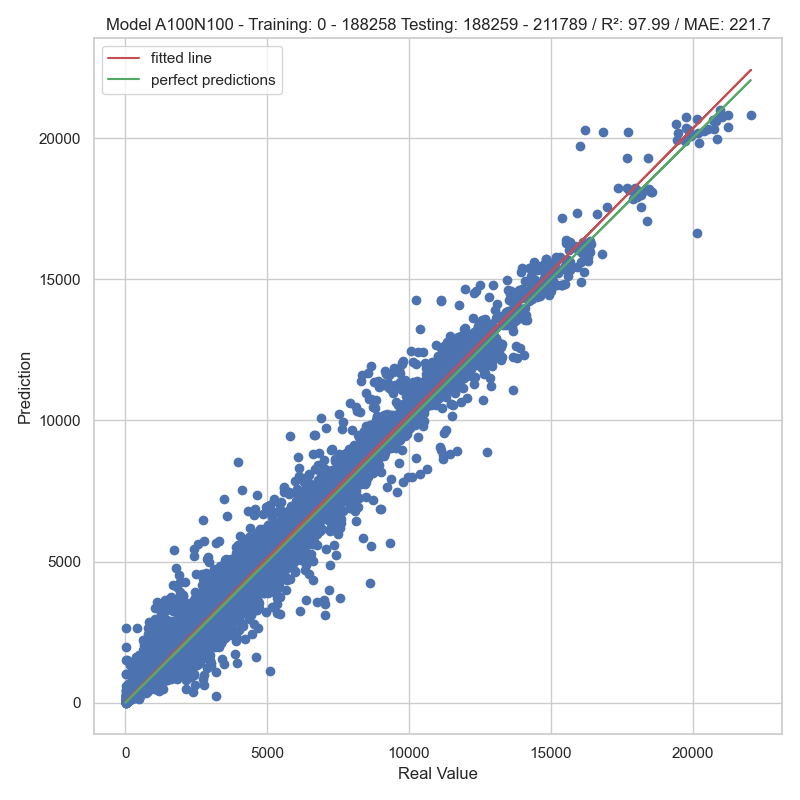 Model A100N100 - Training: 0 - 188258 Testing: 188259 - 211789 / R²: 97.99 / MAE: 221.7
fitted line
perfect predictions
20000
15000
10000
5000
0
Prediction
0 5000 10000 15000 20000
Real Value